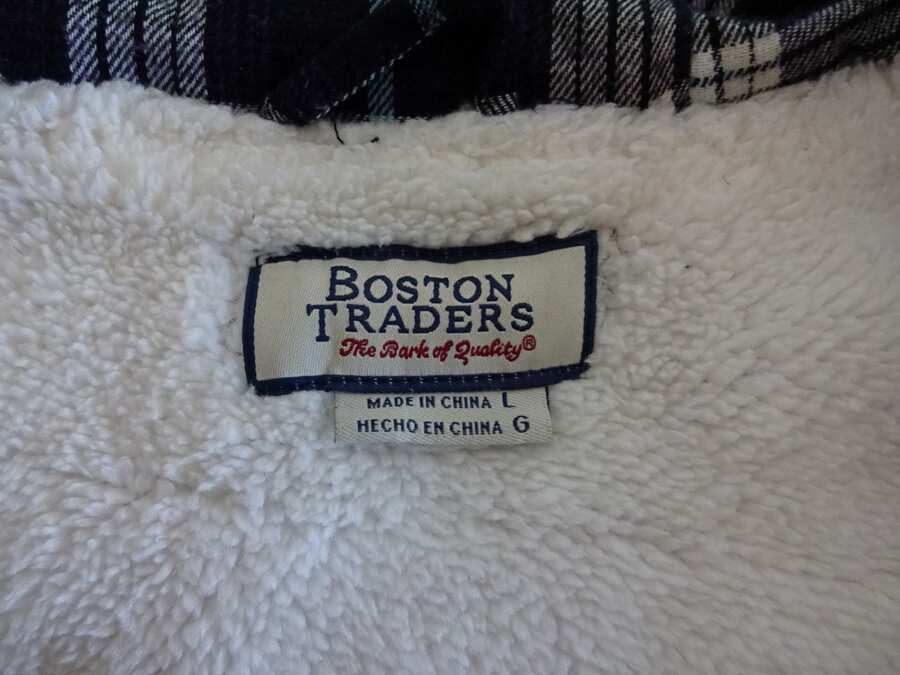 BOSTON
TRADERS
The Bark of Quality®
MADE IN CHINA L
HECHO EN CHINA G